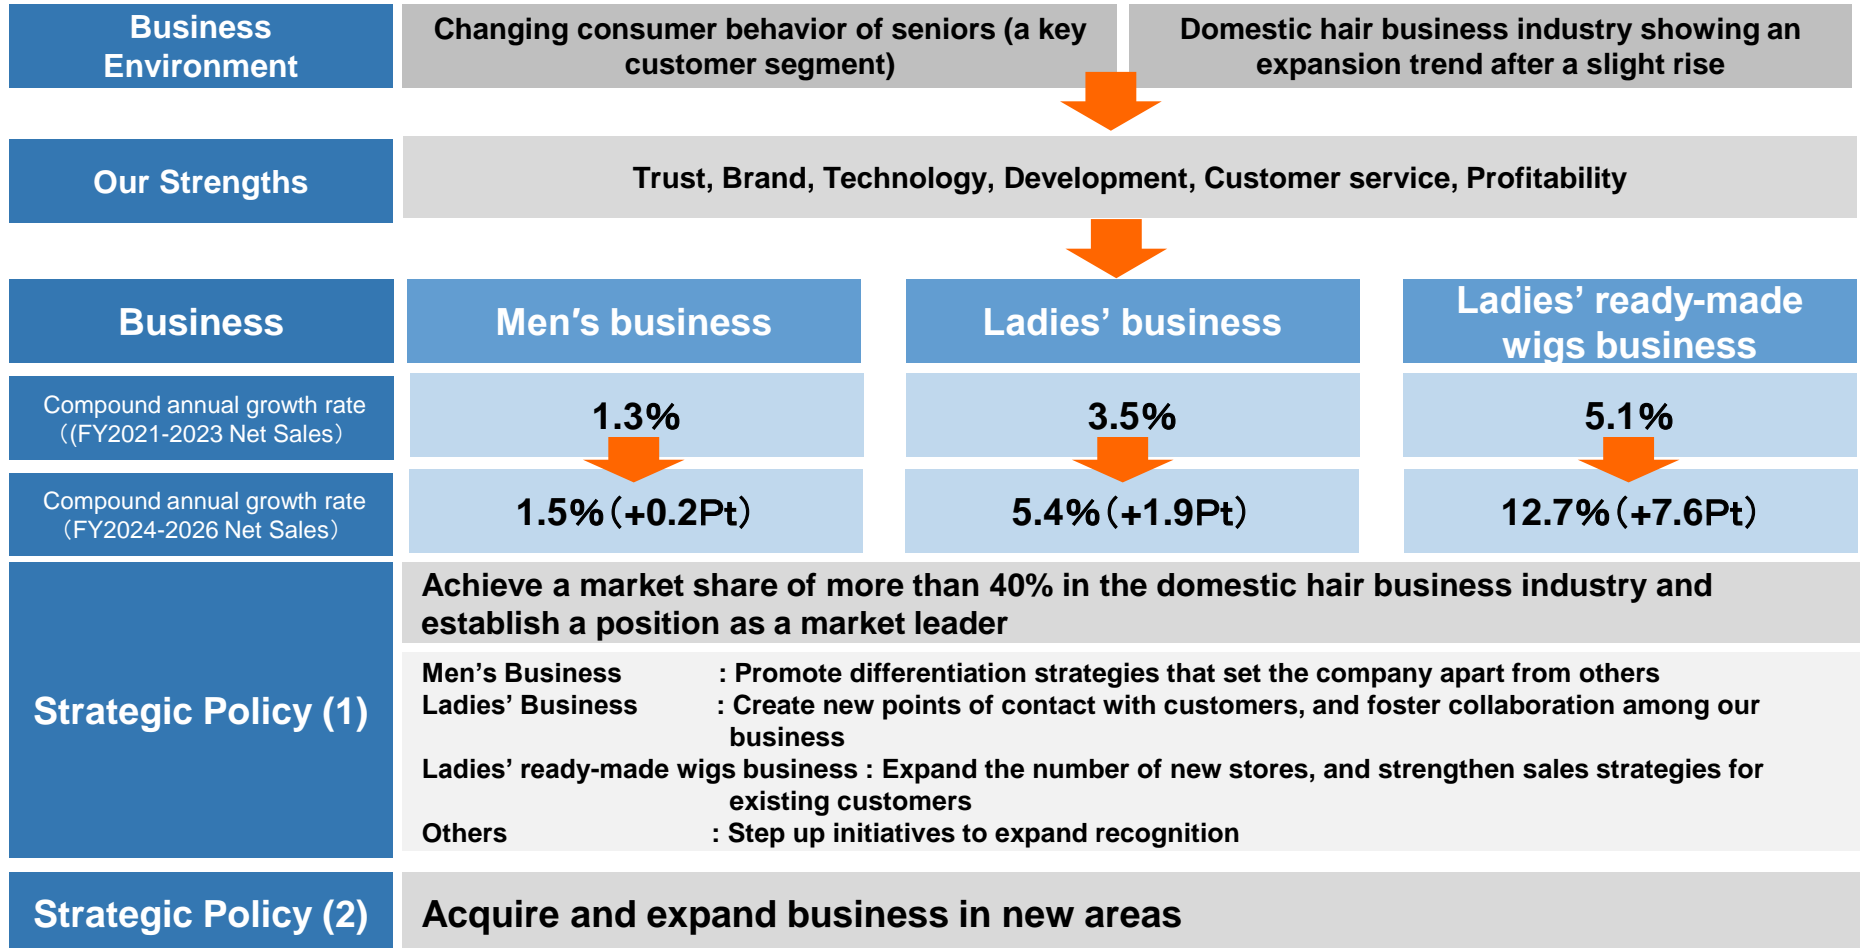 Business
Environment
Changing consumer behavior of seniors (a key
customer segment)
Domestic hair business industry showing an
expansion trend after a slight rise
Our Strengths
Trust, Brand, Technology, Development, Customer service, Profitability
Business
Men′s business
Ladies’ business
Ladies’ ready-made
wigs business
Compound annual growth rate
（(FY2021-2023 Net Sales）
1.3%
3.5%
5.1%
Compound annual growth rate
（FY2024-2026 Net Sales）
1.5%（+0.2Pt）
5.4%（+1.9Pt）
12.7%（+7.6Pt）
Strategic Policy (1)
Achieve a market share of more than 40% in the domestic hair business industry and
establish a position as a market leader
Men’s Business : Promote differentiation strategies that set the company apart from others
Ladies’ Business : Create new points of contact with customers, and foster collaboration among our
business
Ladies’ ready-made wigs business : Expand the number of new stores, and strengthen sales strategies for
existing customers
Others : Step up initiatives to expand recognition
Strategic Policy (2)
Acquire and expand business in new areas